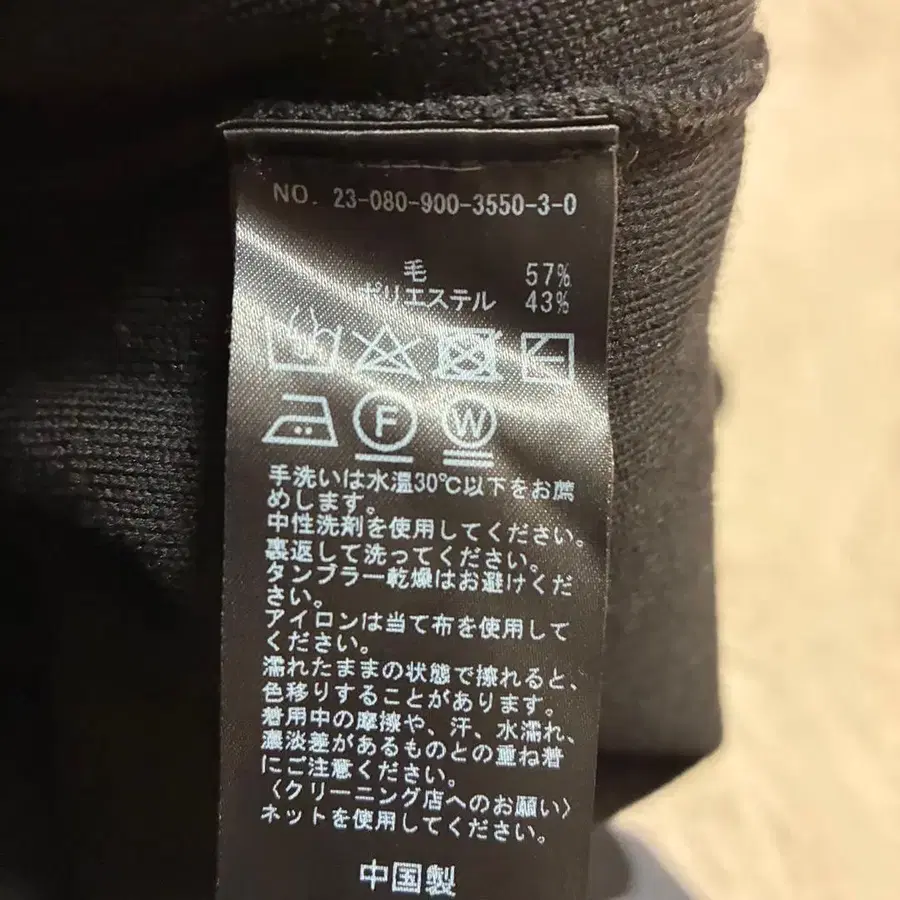 NO. 23-080-900-3550-3-0
毛 57%
ポリエステル 43%
F W
手洗いは水温30℃以下をお薦
めします。
中性洗剤を使用してください。
裏返して洗ってください。
タンブラー乾燥はお避けくだ
さい。
アイロンは当て布を使用して
ください。
濡れたままの状態で擦れると、
色移りすることがあります。
着用中の摩擦や、汗、水濡れ、
濃淡差があるものとの重ね着
にご注意ください。
〈クリーニング店へのお願い〉
ネットを使用してください。
中国製